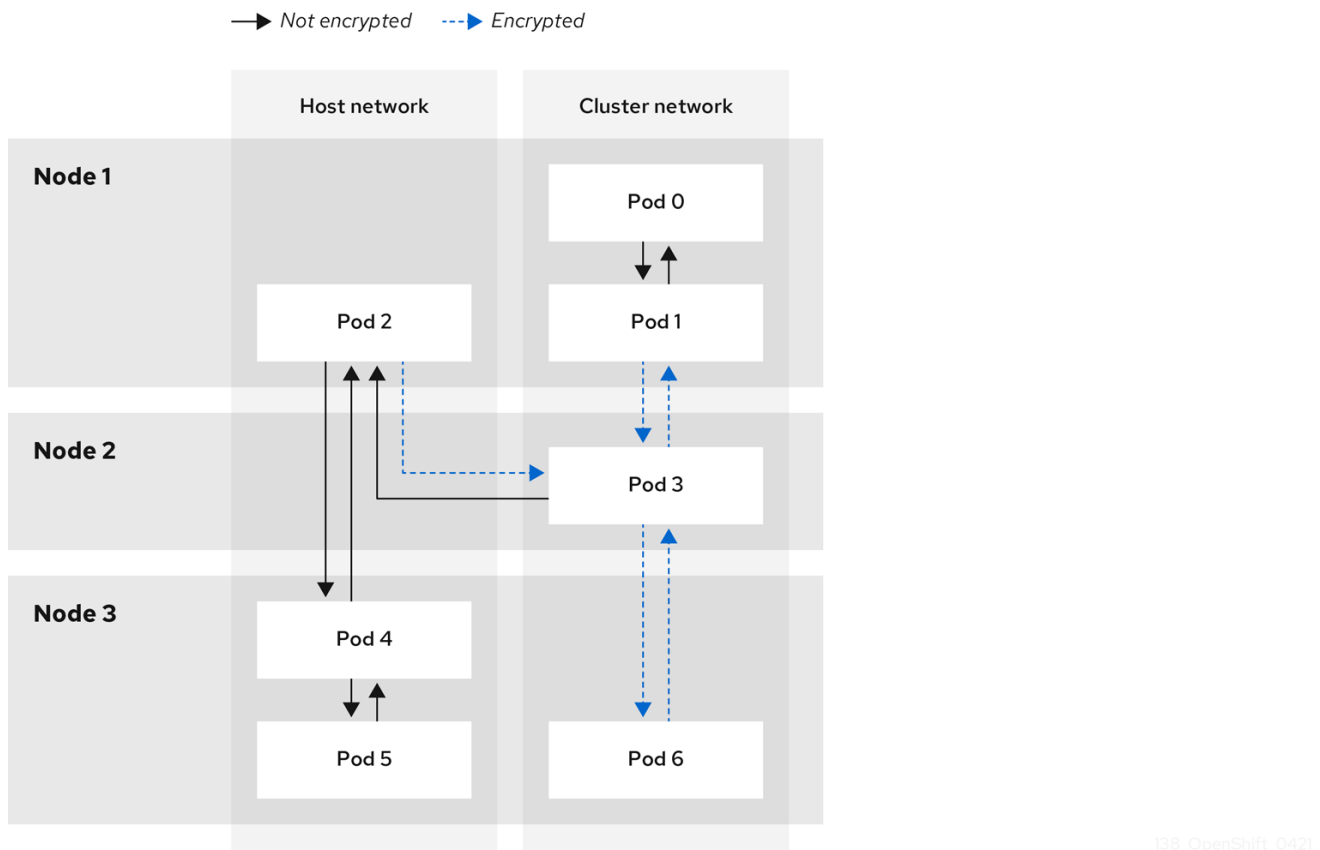 Not encrypted
Encrypted
Host network
Cluster network
Node 1
Pod 0
Pod 2
Pod 1
Node 2
Pod 3
Node 3
Pod 4
Pod 5
Pod 6
138_OpenShift_0421